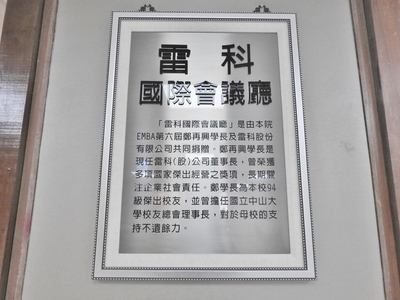 雷科
國際會議廳
「雷科國際會議廳」是由本院
EMBA第六屆鄭再興學長及雷科股份
有限公司共同捐贈。鄭再興學長是
現任雷科(股)公司董事長，曾榮獲
多項國家傑出經營之獎項，長期關
注企業社會責任。鄭學長為本校94
級傑出校友，並曾擔任國立中山大
學校友總會理事長，對於母校的支
持不遺餘力。